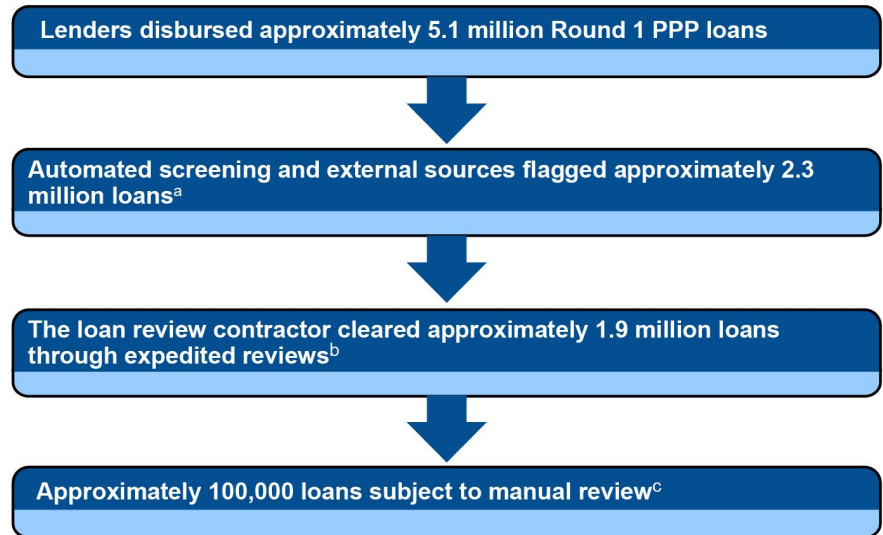 Lenders disbursed approximately 5.1 million Round 1 PPP loans
Automated screening and external sources flagged approximately 2.3
million loansᵃ
The loan review contractor cleared approximately 1.9 million loans
through expedited reviewsᵇ
Approximately 100,000 loans subject to manual reviewᶜ